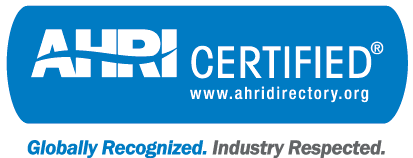 AHRI CERTIFIED®
www.ahridirectory.org
Globally Recognized. Industry Respected.